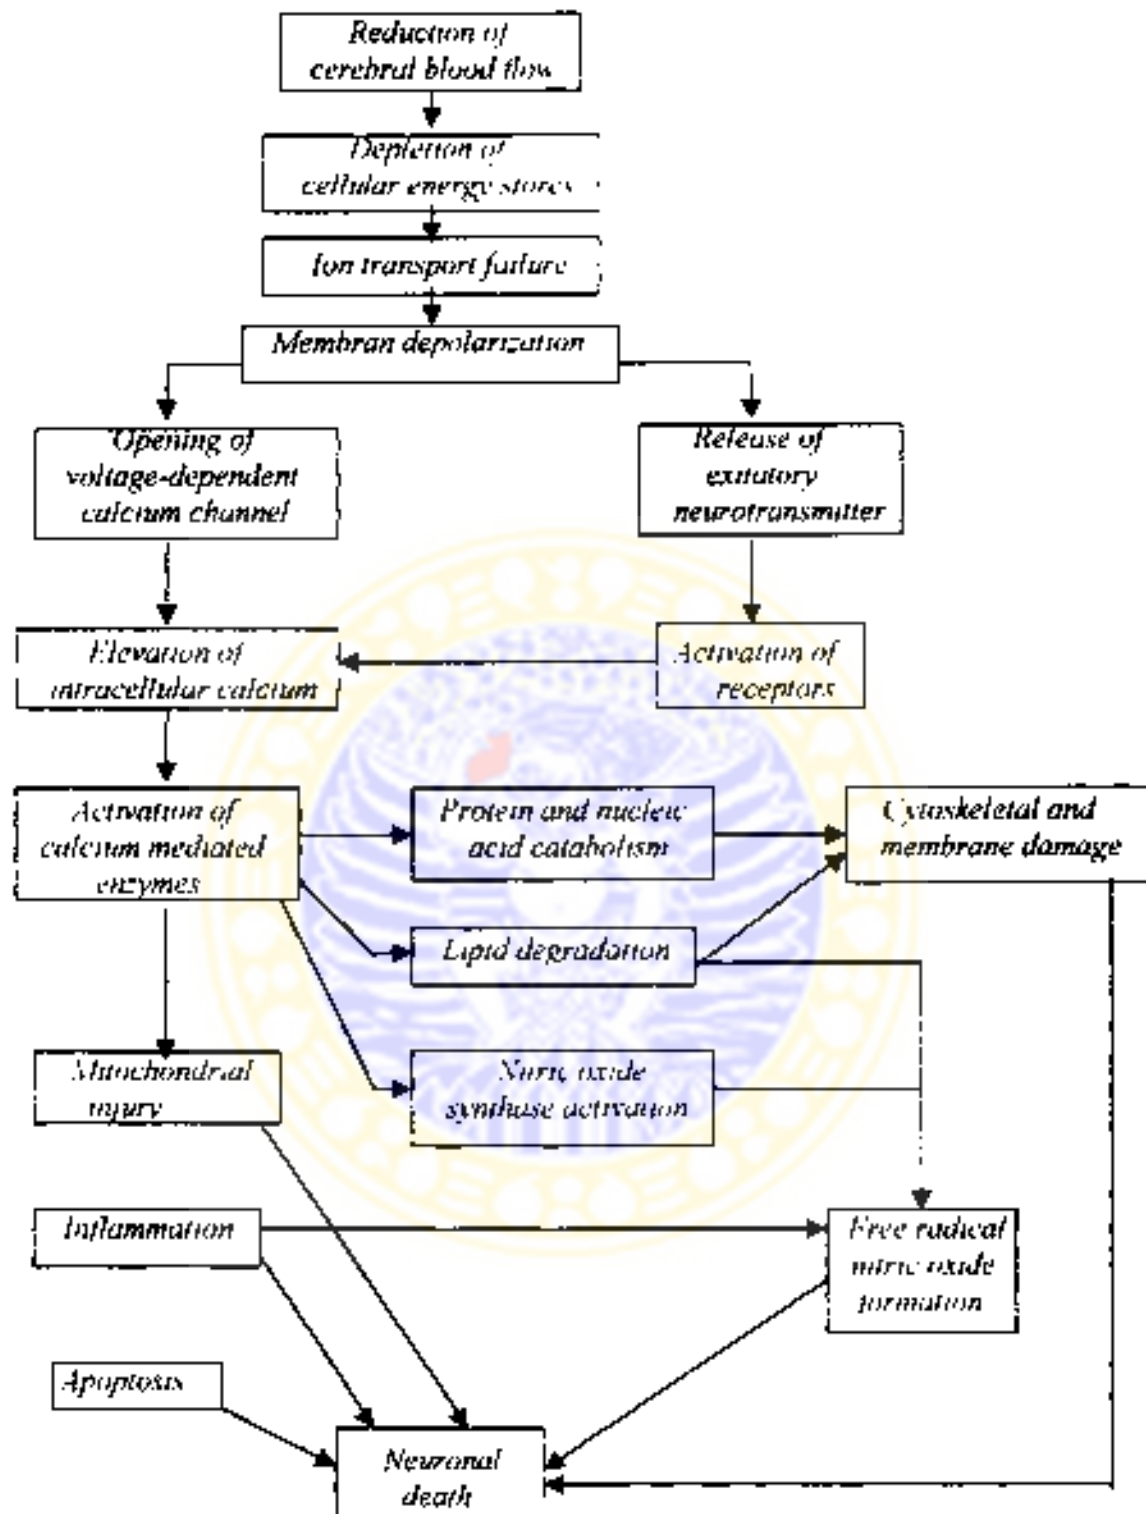 Reduction of
cerebral blood flow
Depletion of
cellular energy stores
Ion transport failure
Membran depolarization
Opening of
voltage-dependent
calcium channel
Release of
exitatory
neurotransmitter
Elevation of
intracellular calcium
Activation of
receptors
Activation of
calcium mediated
enzymes
Protein and nucleic
acid catabolism
Cytoskeletal and
membrane damage
Lipid degradation
Mitochondrial
injury
Nitric oxide
synthase activation
Inflammation
Free radical
nitric oxide
formation
Apoptosis
Neuronal
death